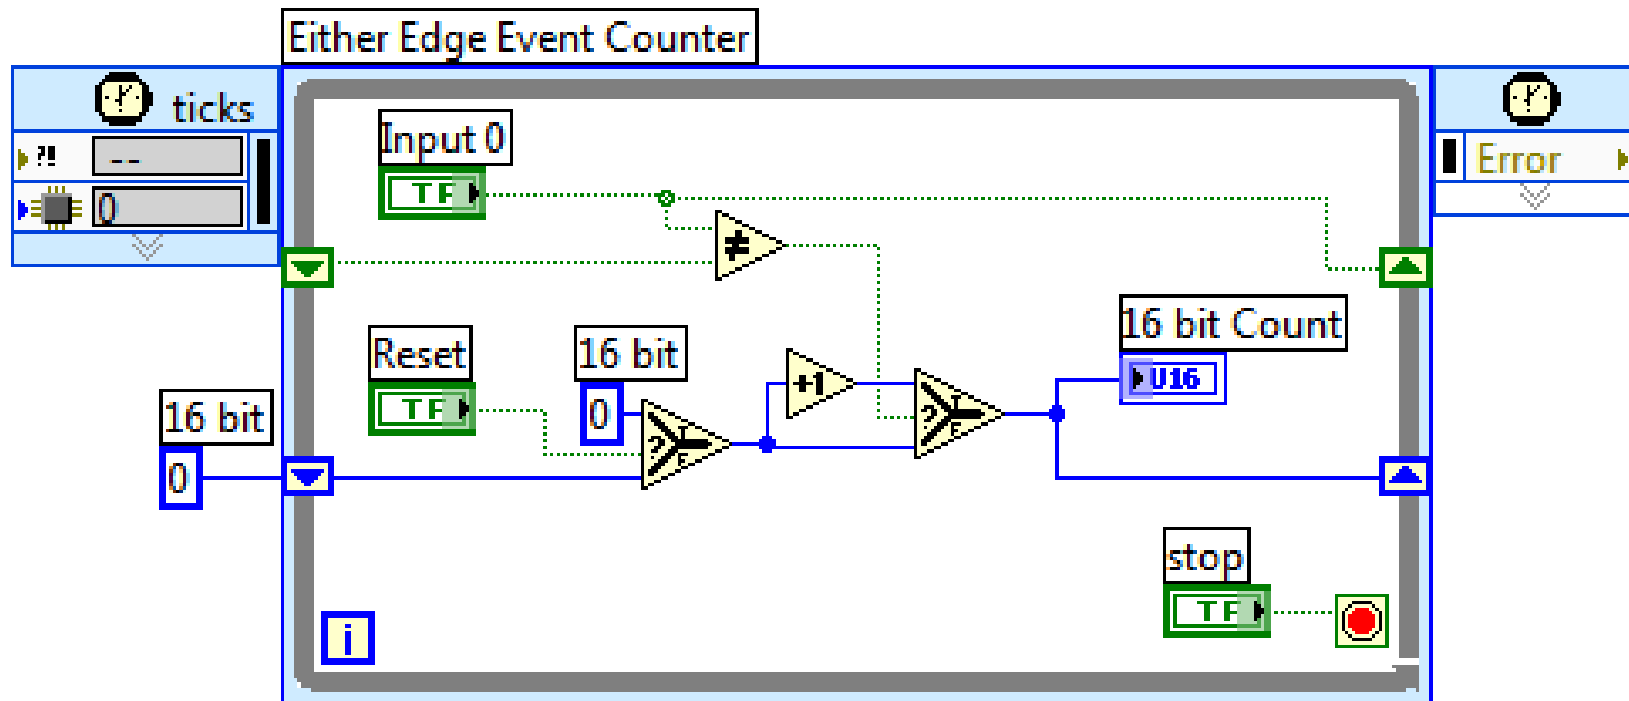 Either Edge Event Counter
ticks
?!
--
0
Error
Input 0
TF
≠
Reset
TF
16 bit
0
16 bit
0
+1
?
T
F
?
T
F
16 bit Count
U16
stop
TF
i